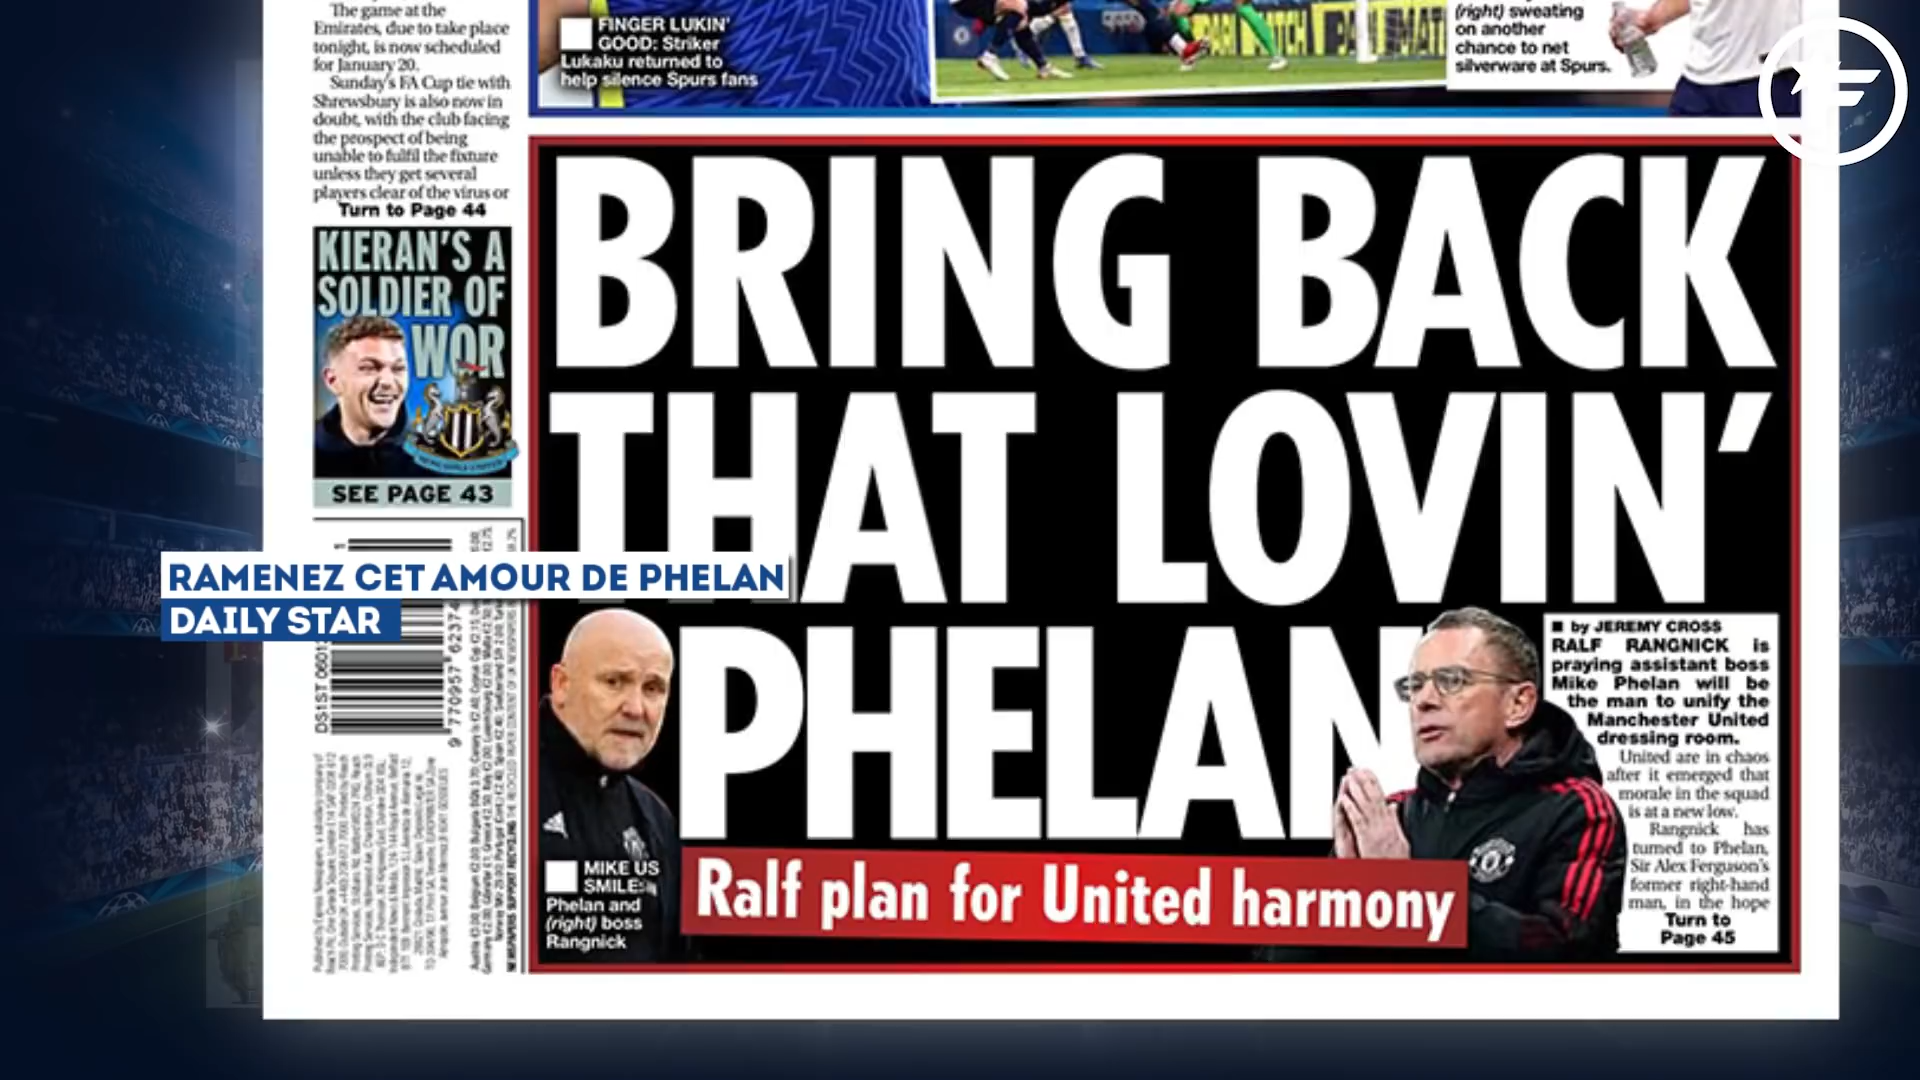 The game at the
Emirates, due to take place
tonight, is now scheduled
for January 20.
Sunday's FA Cup tie with
Shrewsbury is also now in
doubt, with the club facing
the prospect of being
unable to fulfil the fixture
unless they get several
players clear of the virus or
Turn to Page 44
KIERAN'S A
SOLDIER OF
WOR
SEE PAGE 43
FINGER LUKIN'
GOOD: Striker
Lukaku returned to
help silence Spurs fans
(right) sweating
on another
chance to net
silverware at Spurs.
BRING BACK
THAT LOVIN'
PHELAN
RAMENEZ CET AMOUR DE PHELAN
DAILY STAR
MIKE US
SMILE:
Phelan and
(right) boss
Rangnick
Ralf plan for United harmony
■ by JEREMY CROSS
RALF RANGNICK is
praying assistant boss
Mike Phelan will be
the man to unify the
Manchester United
dressing room.
United are in chaos
after it emerged that
morale in the squad
is at a new low.
Rangnick has
turned to Phelan,
Sir Alex Ferguson's
former right-hand
man, in the hope
Turn to
Page 45